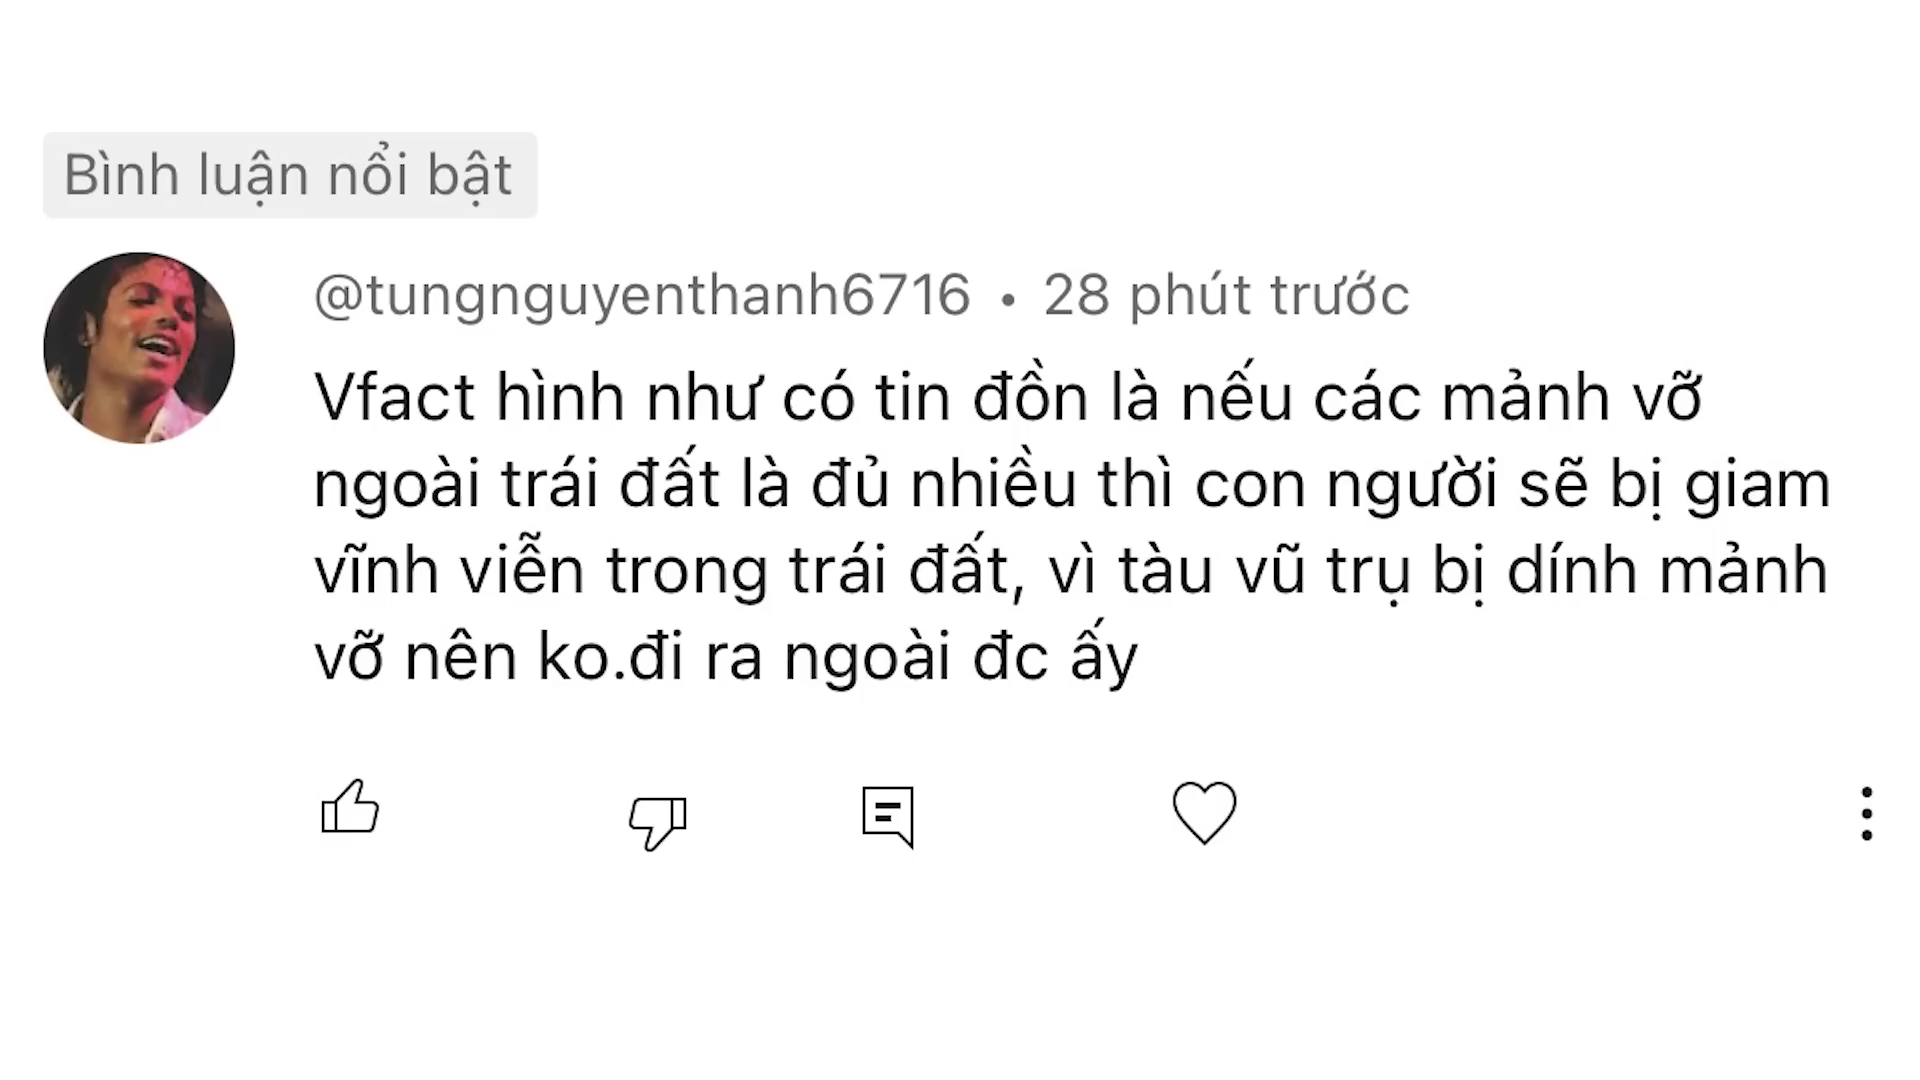 Bình luận nổi bật
@tungnguyenthanh6716 • 28 phút trước
Vfact hình như có tin đồn là nếu các mảnh vỡ
ngoài trái đất là đủ nhiều thì con người sẽ bị giam
vĩnh viễn trong trái đất, vì tàu vũ trụ bị dính mảnh
vỡ nên ko.đi ra ngoài đc ấy